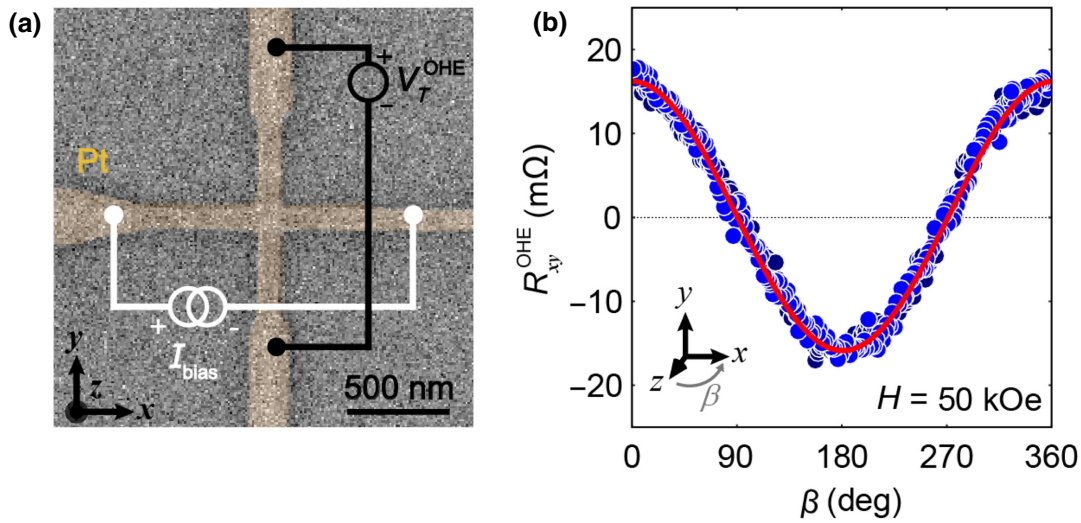 (a)
Pt
+
V_T^OHE
-
+ -
I_bias
y
z
x
500 nm
(b)
R_xy^OHE (mΩ)
20
10
0
−10
−20
y
x
z
β
H = 50 kOe
0 90 180 270 360
β (deg)